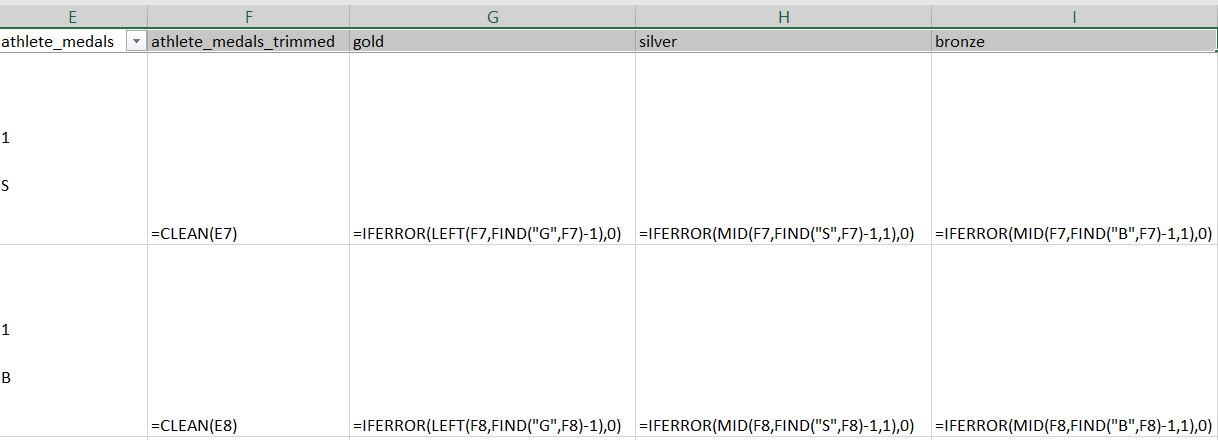 E F G H I
athlete_medals athlete_medals_trimmed gold silver bronze
1
S
=CLEAN(E7) =IFERROR(LEFT(F7,FIND("G",F7)-1),0) =IFERROR(MID(F7,FIND("S",F7)-1,1),0) =IFERROR(MID(F7,FIND("B",F7)-1,1),0)
1
B
=CLEAN(E8) =IFERROR(LEFT(F8,FIND("G",F8)-1),0) =IFERROR(MID(F8,FIND("S",F8)-1,1),0) =IFERROR(MID(F8,FIND("B",F8)-1,1),0)